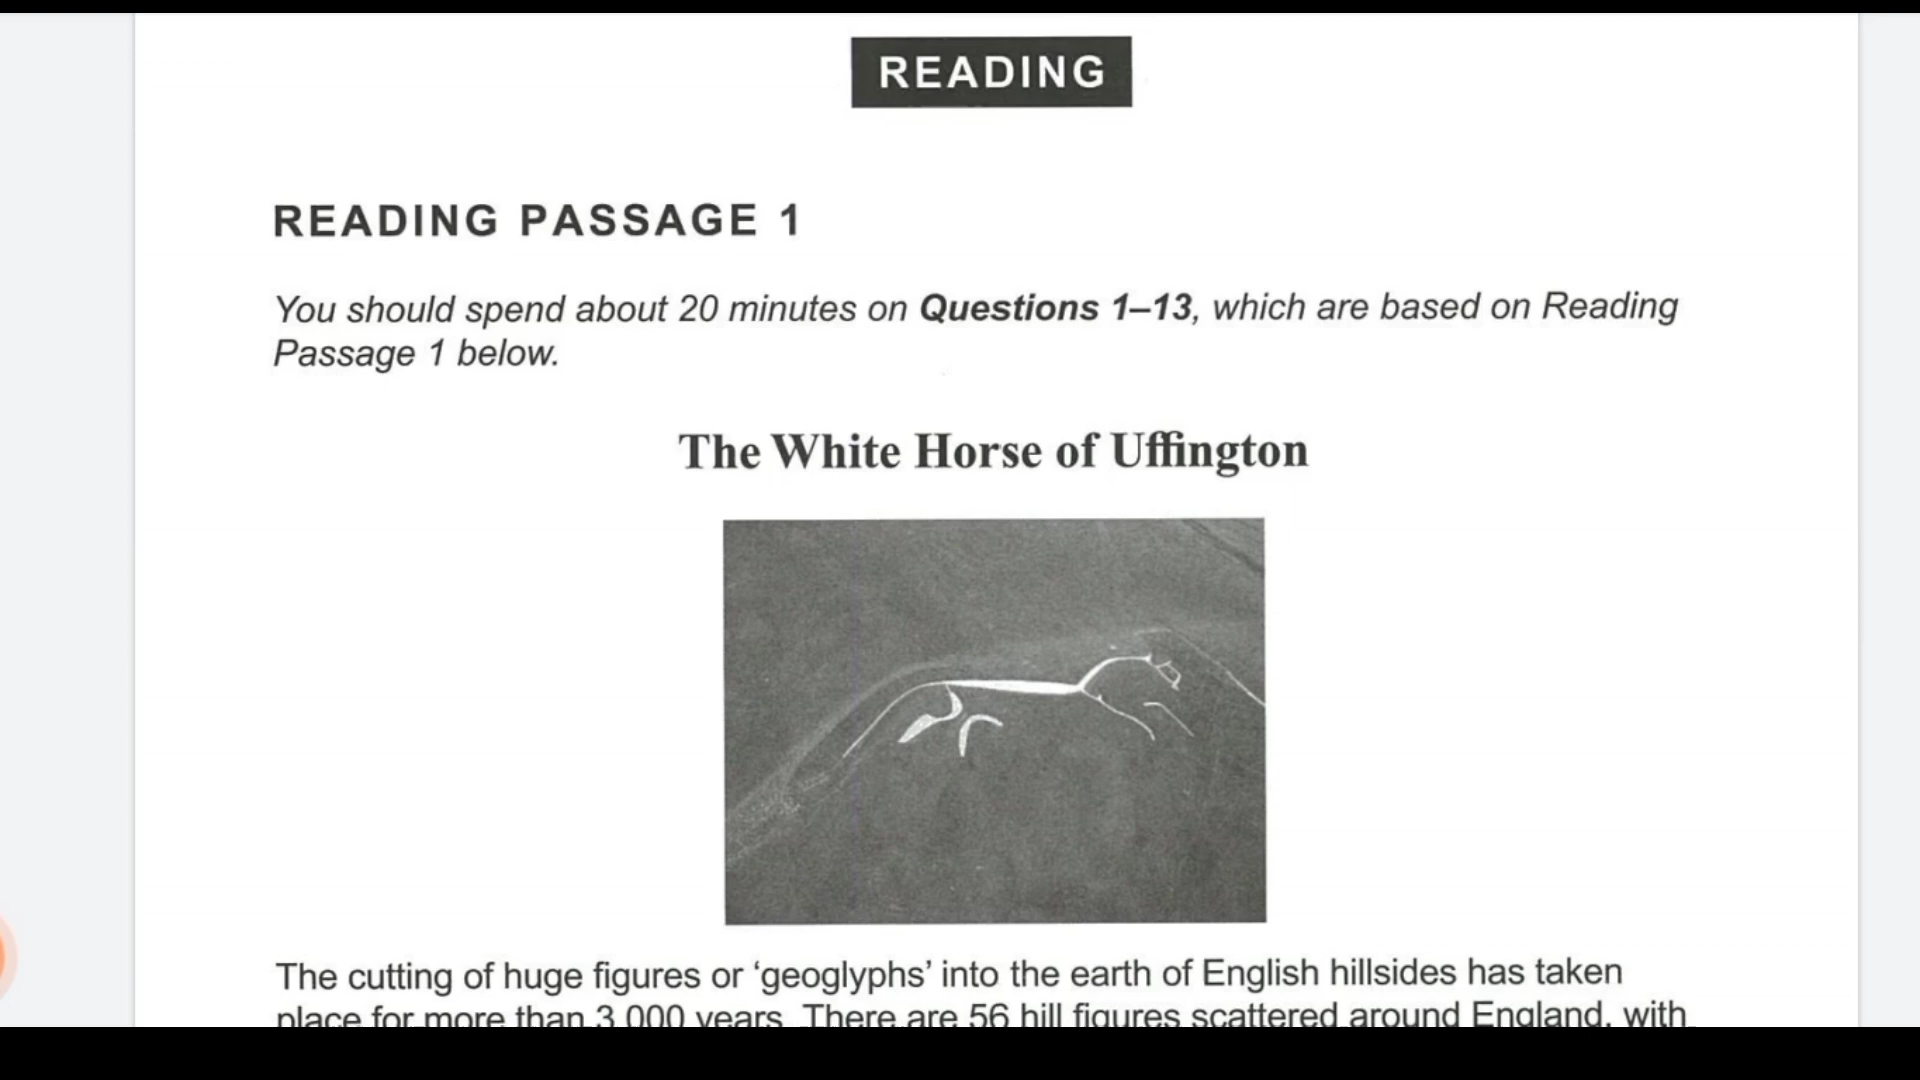 READING
READING PASSAGE 1
You should spend about 20 minutes on Questions 1–13, which are based on Reading
Passage 1 below.
The White Horse of Uffington
The cutting of huge figures or ‘geoglyphs’ into the earth of English hillsides has taken
place for more than 3,000 years. There are 56 hill figures scattered around England, with